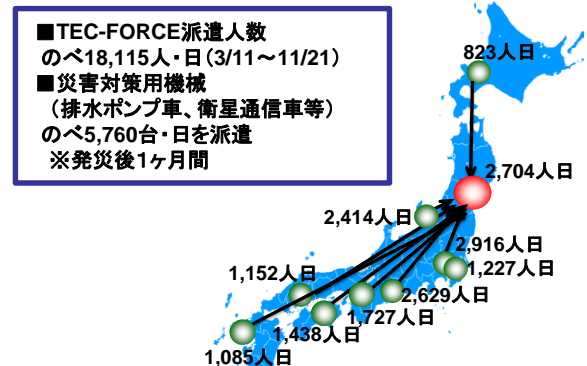 ■TEC-FORCE派遣人数
のべ18,115人・日(3/11～11/21)
■災害対策用機械
（排水ポンプ車、衛星通信車等）
のべ5,760台・日を派遣
※発災後1ヶ月間
823人日
2,704人日
2,414人日
2,916人日
1,227人日
1,152人日
2,629人日
1,727人日
1,438人日
1,085人日